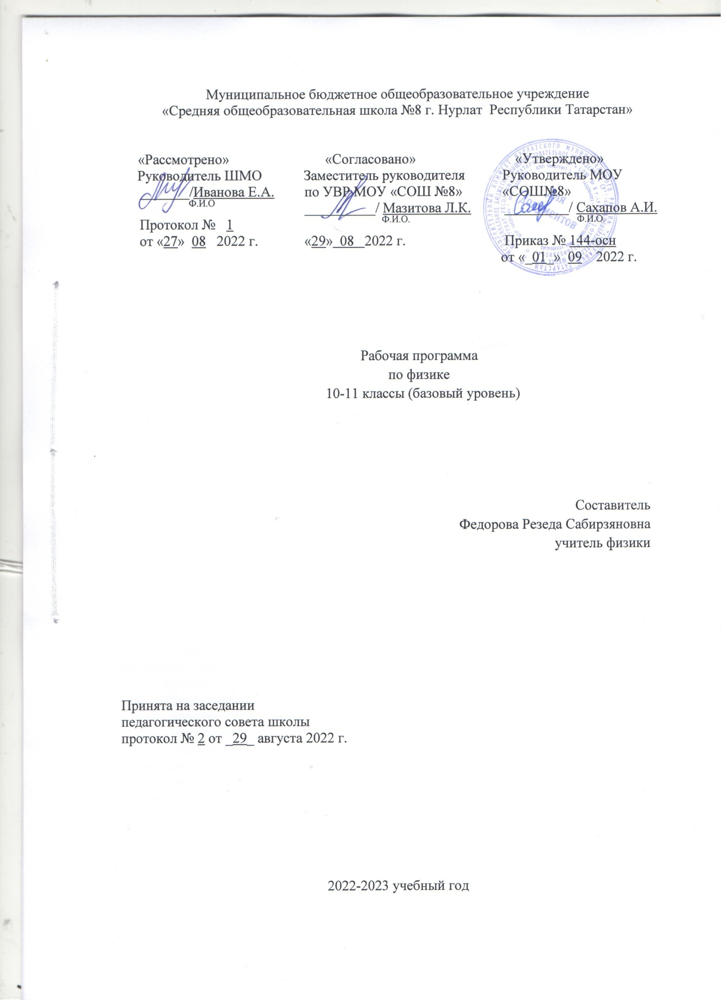 Муниципальное бюджетное общеобразовательное учреждение
«Средняя общеобразовательная школа №8 г. Нурлат Республики Татарстан»
«Рассмотрено»
Руководитель ШМО
______/Иванова Е.А.
Ф.И.О
Протокол № 1
от «27» 08 2022 г.
«Согласовано»
Заместитель руководителя
по УВР МОУ «СОШ №8»
__________/ Мазитова Л.К.
Ф.И.О.
«29» 08 2022 г.
«Утверждено»
Руководитель МОУ
«СОШ№8»
_________/ Сахапов А.И.
Ф.И.О.
Приказ № 144-осн
от «_01_» 09 2022 г.
Для
документов
Рабочая программа
по физике
10-11 классы (базовый уровень)
Составитель
Федорова Резеда Сабирзяновна
учитель физики
Принята на заседании
педагогического совета школы
протокол № 2 от _29_ августа 2022 г.
2022-2023 учебный год